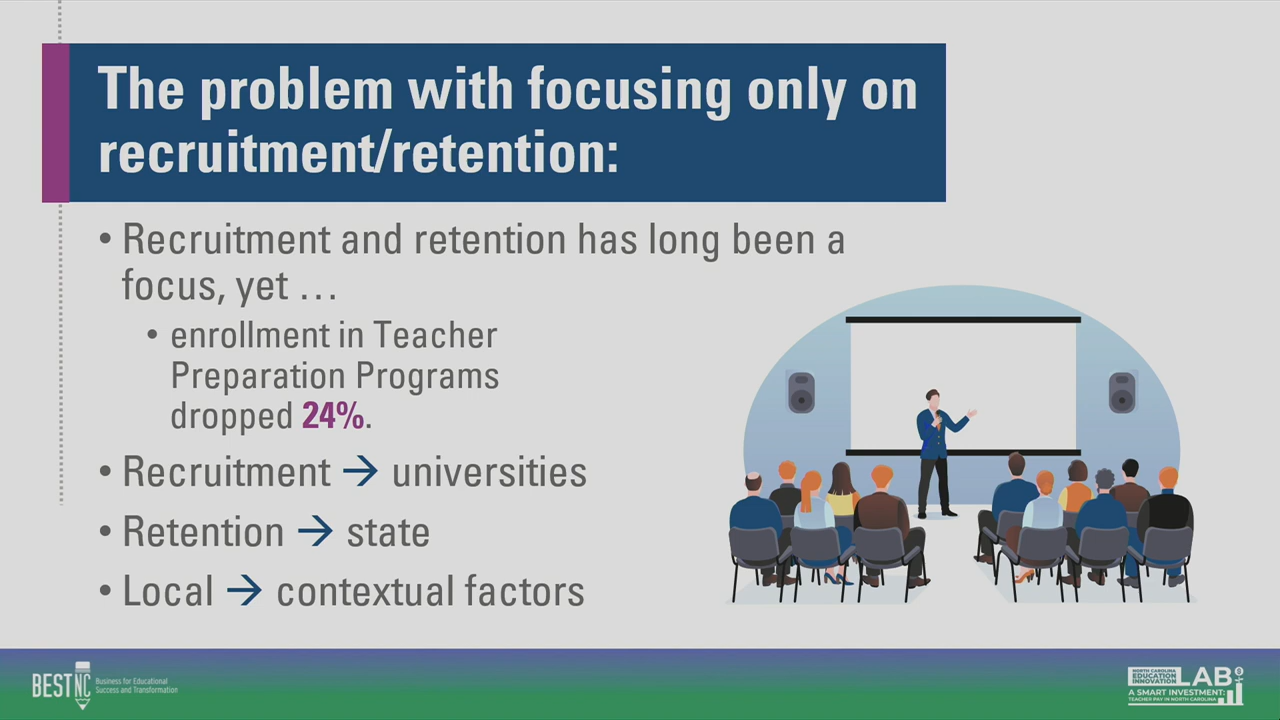 The problem with focusing only on
recruitment/retention:
• Recruitment and retention has long been a
focus, yet …
• enrollment in Teacher
Preparation Programs
dropped 24%.
• Recruitment → universities
• Retention → state
• Local → contextual factors
BEST NC
Business for Educational
Success and Transformation
NORTH CAROLINA
EDUCATION
INNOVATION
LAB
A SMART INVESTMENT:
TEACHER PAY IN NORTH CAROLINA